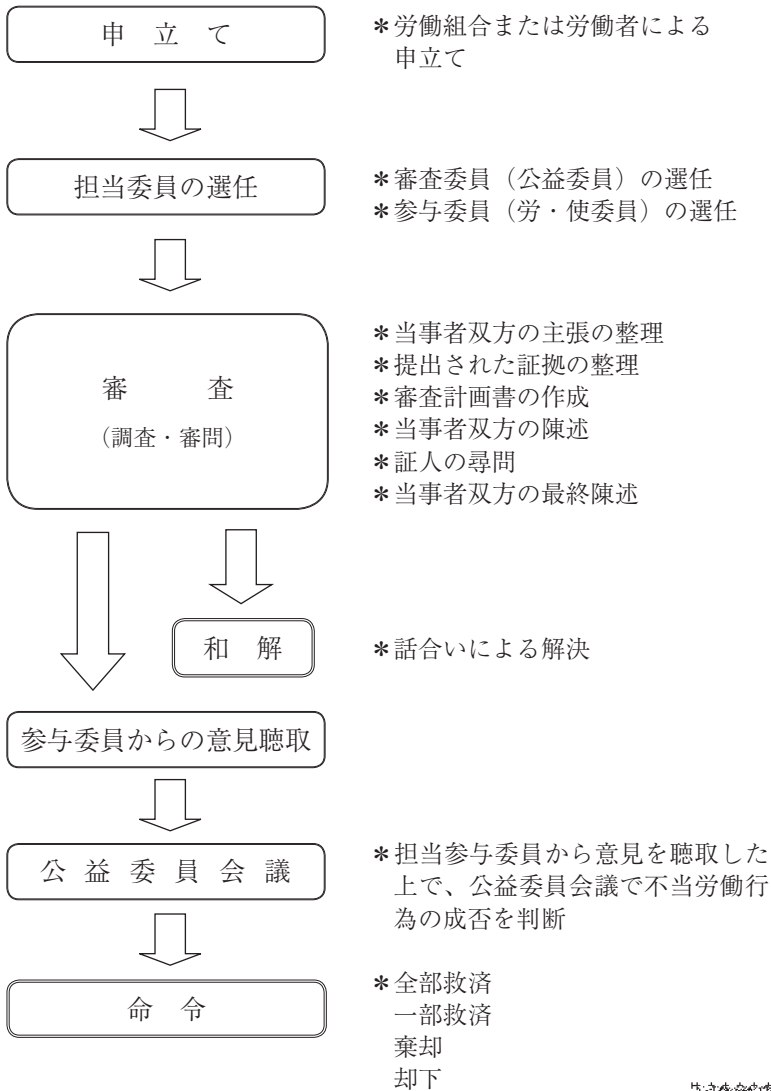 申立て
＊労働組合または労働者による
申立て
担当委員の選任
＊審査委員（公益委員）の選任
＊参与委員（労・使委員）の選任
審査
（調査・審問）
＊当事者双方の主張の整理
＊提出された証拠の整理
＊審査計画書の作成
＊当事者双方の陳述
＊証人の尋問
＊当事者双方の最終陳述
和解
＊話合いによる解決
参与委員からの意見聴取
公益委員会議
＊担当参与委員から意見を聴取した
上で、公益委員会議で不当労働行
為の成否を判断
命令
＊全部救済
一部救済
棄却
却下